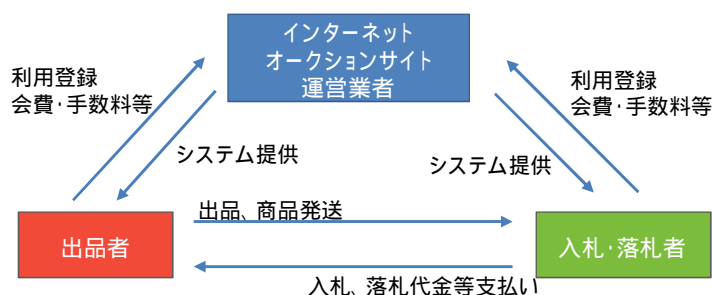 インターネット
オークションサイト
運営業者
利用登録
会費・手数料等
利用登録
会費・手数料等
システム提供
システム提供
出品、商品発送
出品者
入札・落札者
入札、落札代金等支払い